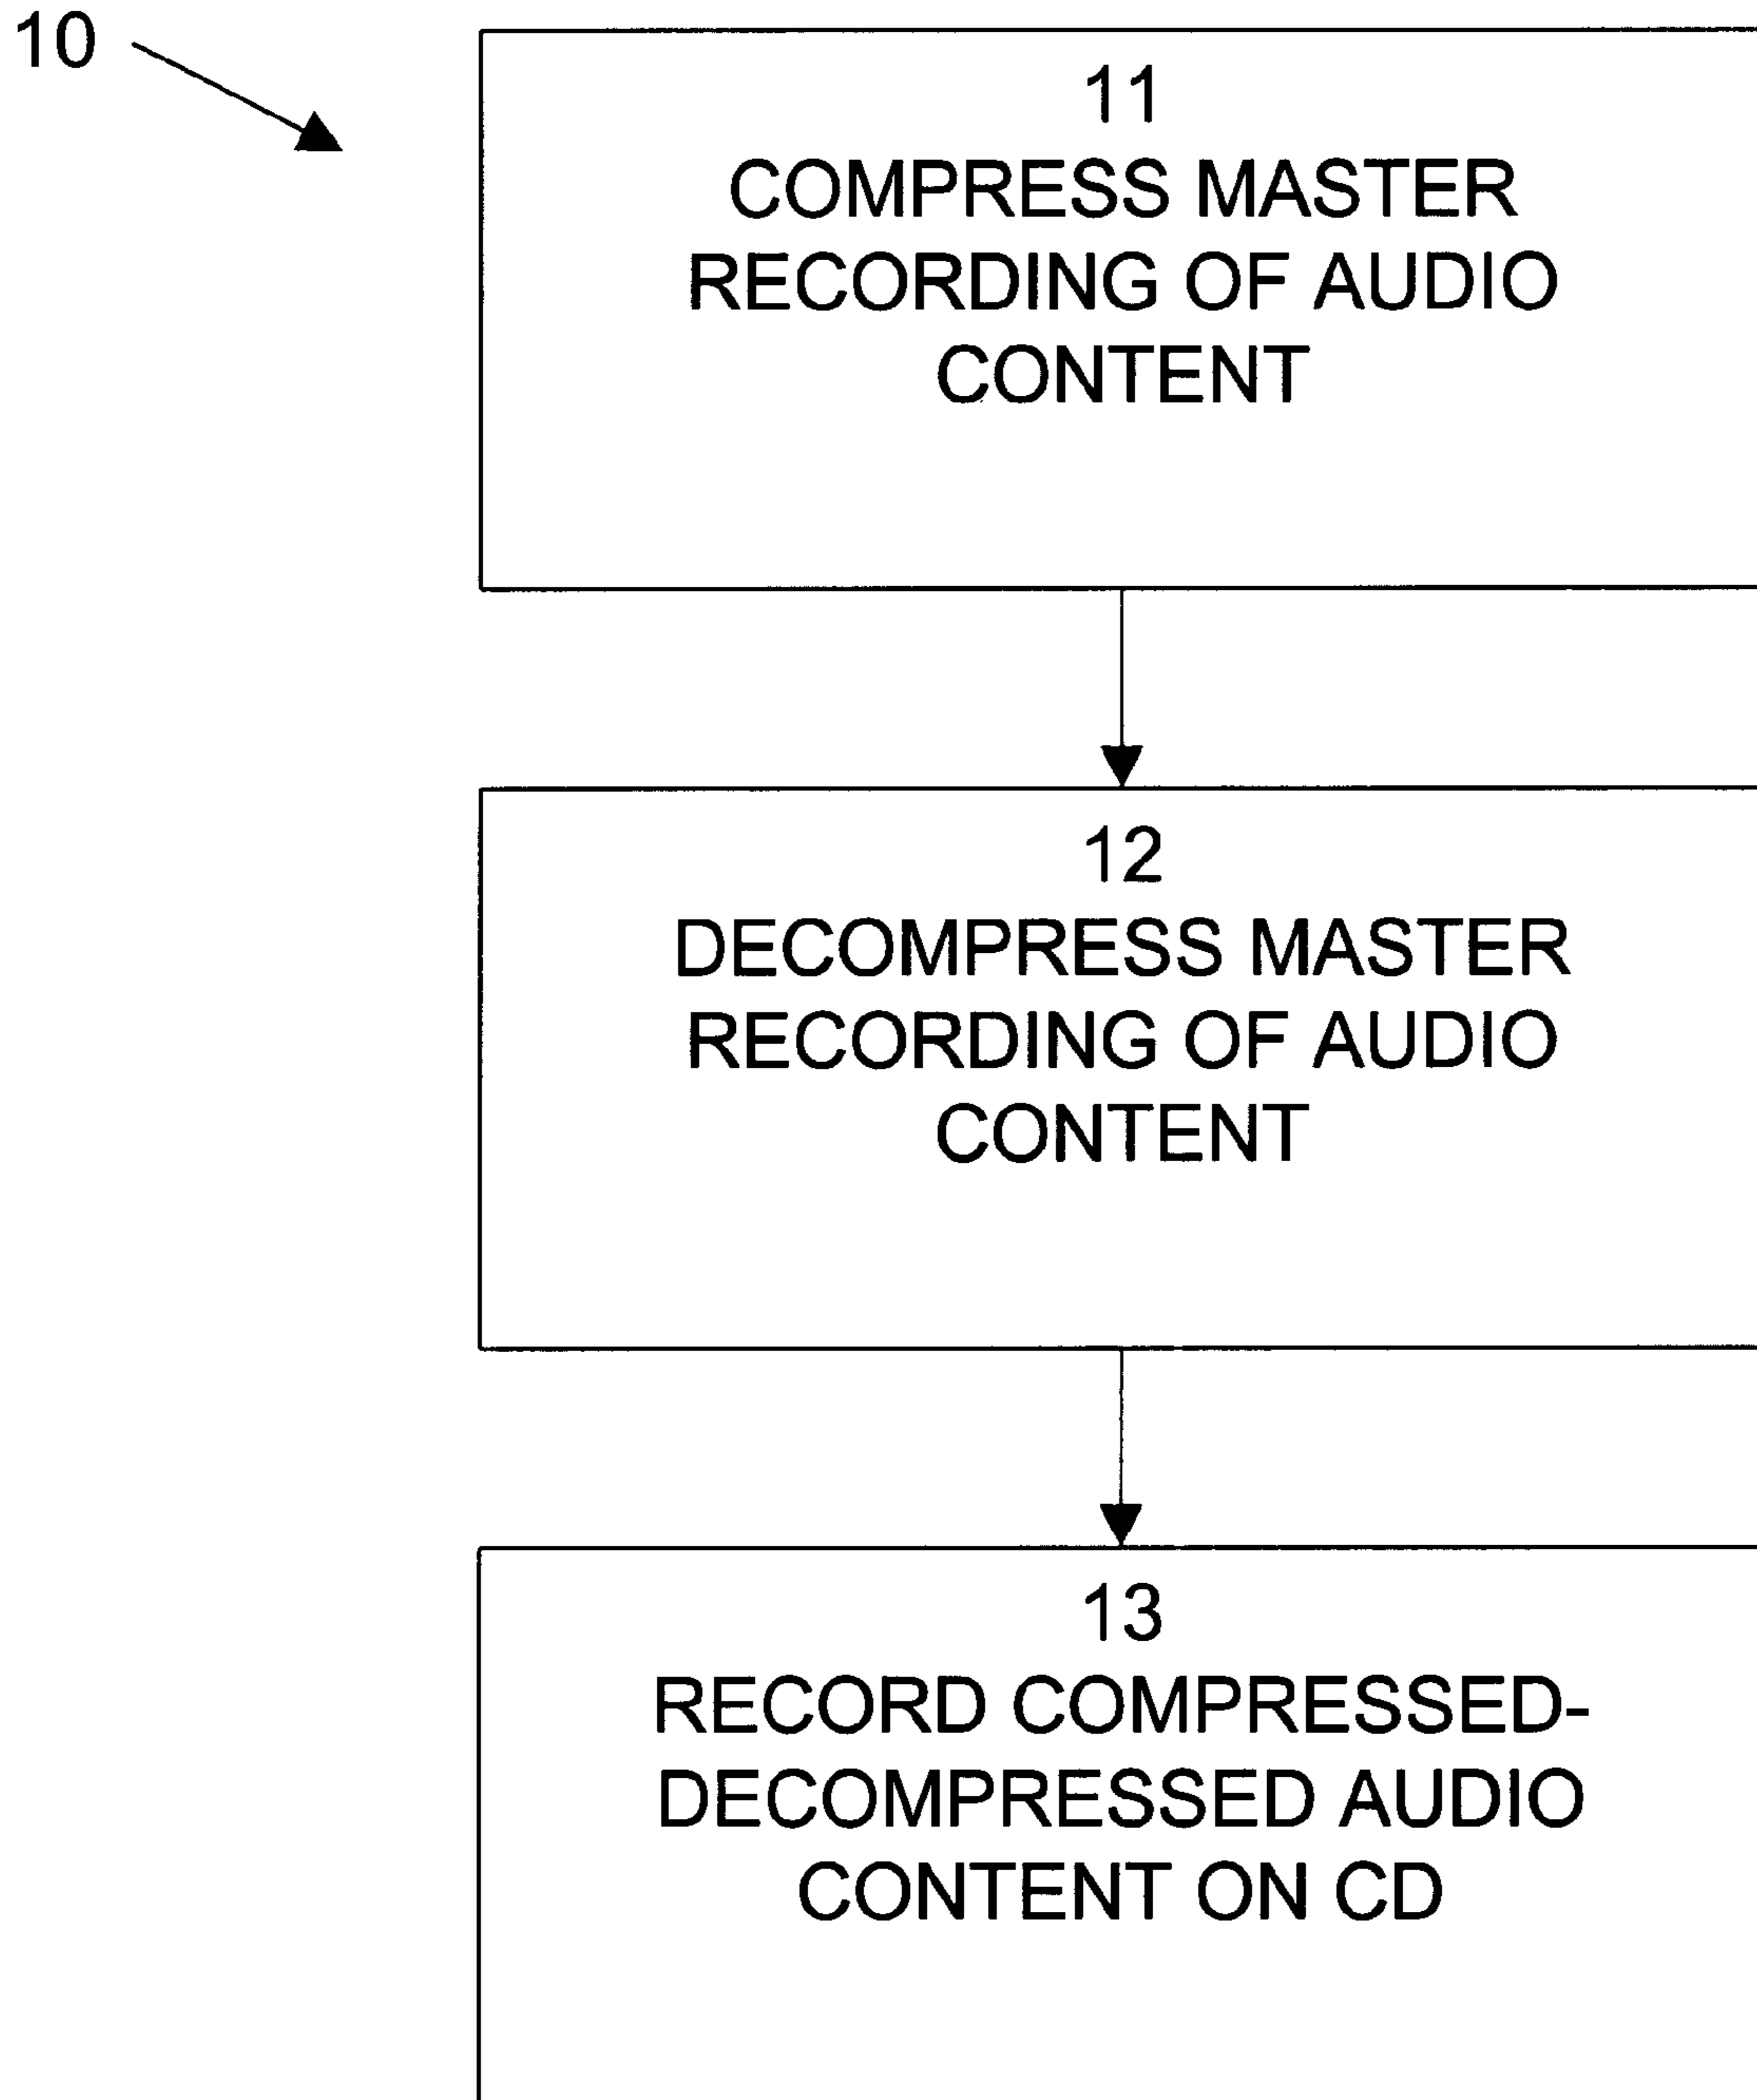 10
11
COMPRESS MASTER
RECORDING OF AUDIO
CONTENT
12
DECOMPRESS MASTER
RECORDING OF AUDIO
CONTENT
13
RECORD COMPRESSED-
DECOMPRESSED AUDIO
CONTENT ON CD